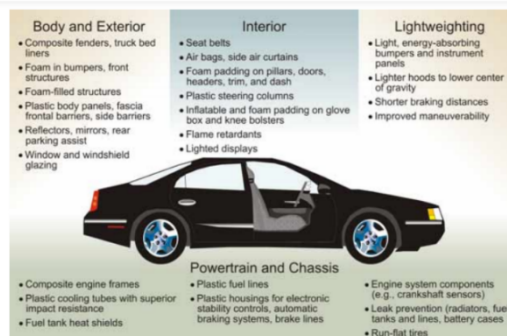 Body and Exterior
• Composite fenders, truck bed
liners
• Foam in bumpers, front
structures
• Foam-filled structures
• Plastic body panels, fascia
frontal barriers, side barriers
• Reflectors, mirrors, rear
parking assist
• Window and windshield
glazing
Interior
• Seat belts
• Air bags, side air curtains
• Foam padding on pillars, doors,
headers, trim, and dash
• Plastic steering columns
• Inflatable and foam padding on glove
box and knee bolsters
• Flame retardants
• Lighted displays
Lightweighting
• Light, energy-absorbing
bumpers and instrument
panels
• Lighter hoods to lower center
of gravity
• Shorter braking distances
• Improved maneuverability
Powertrain and Chassis
• Composite engine frames
• Plastic cooling tubes with superior
impact resistance
• Fuel tank heat shields
• Plastic fuel lines
• Plastic housings for electronic
stability controls, automatic
braking systems, brake lines
• Engine system components
(e.g., crankshaft sensors)
• Leak prevention (radiators, fuel
tanks and lines, battery cases
• Run-flat tires